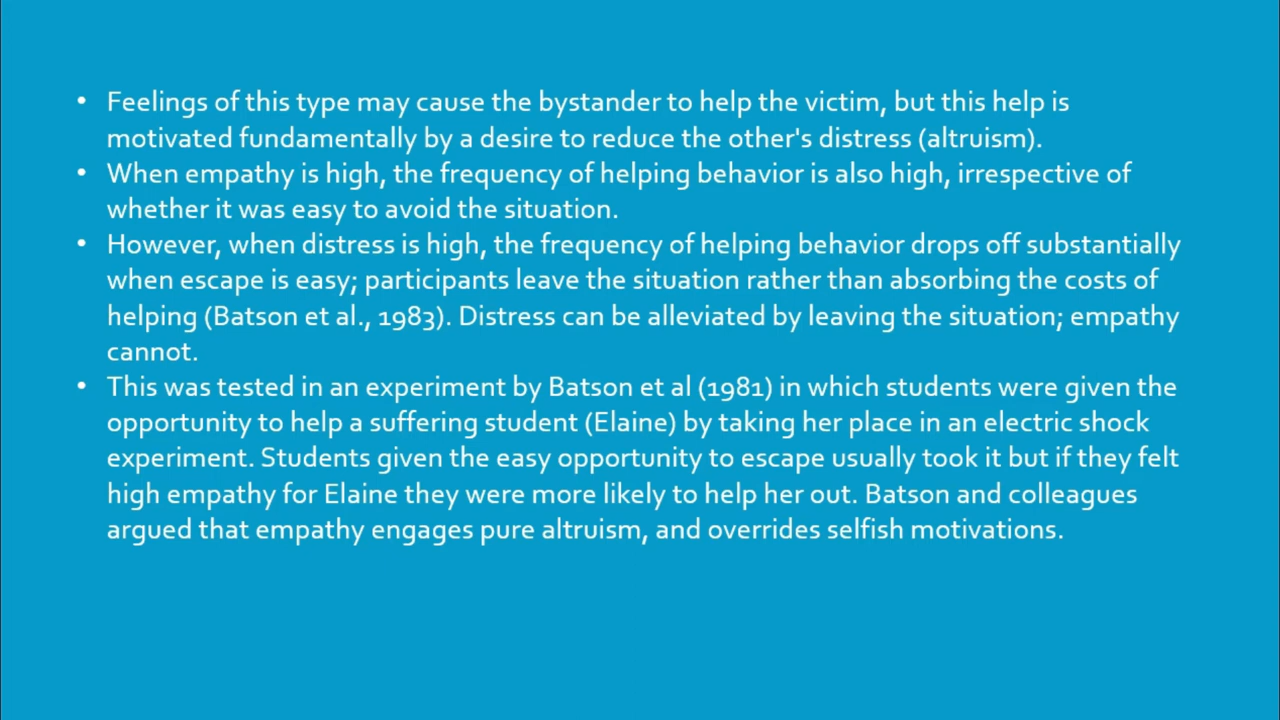 • Feelings of this type may cause the bystander to help the victim, but this help is
motivated fundamentally by a desire to reduce the other's distress (altruism).
• When empathy is high, the frequency of helping behavior is also high, irrespective of
whether it was easy to avoid the situation.
• However, when distress is high, the frequency of helping behavior drops off substantially
when escape is easy; participants leave the situation rather than absorbing the costs of
helping (Batson et al., 1983). Distress can be alleviated by leaving the situation; empathy
cannot.
• This was tested in an experiment by Batson et al (1981) in which students were given the
opportunity to help a suffering student (Elaine) by taking her place in an electric shock
experiment. Students given the easy opportunity to escape usually took it but if they felt
high empathy for Elaine they were more likely to help her out. Batson and colleagues
argued that empathy engages pure altruism, and overrides selfish motivations.